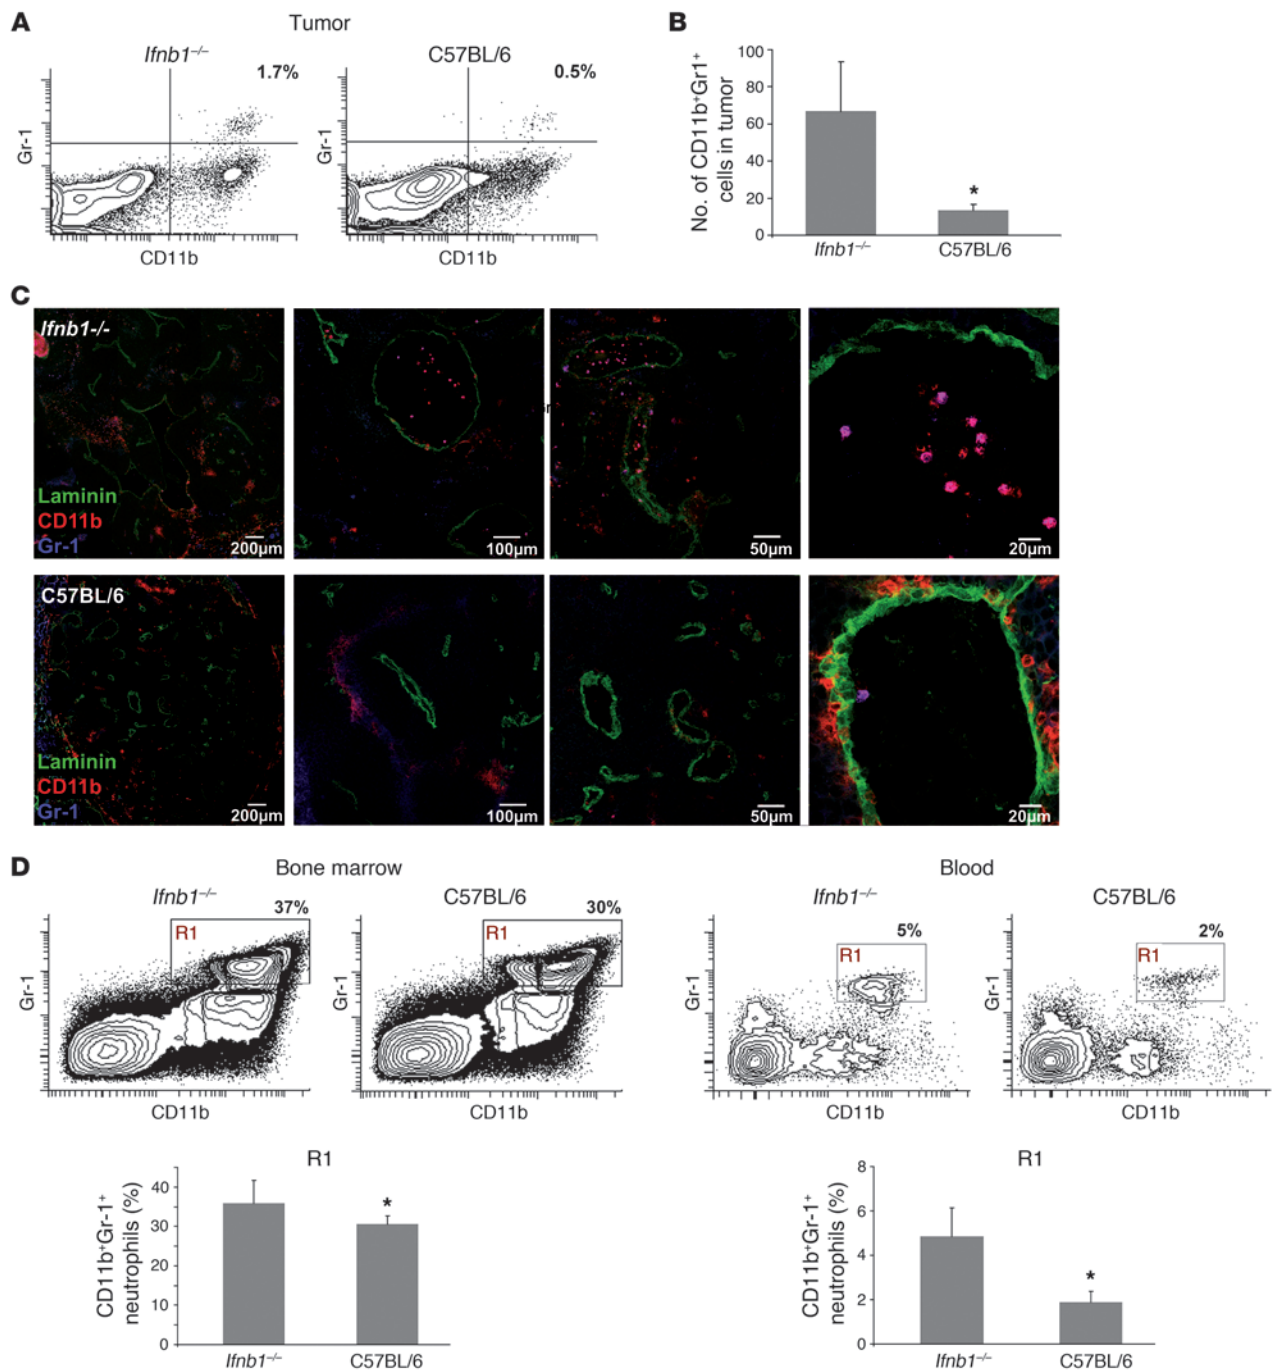 A
Tumor
Ifnb1–/–
C57BL/6
1.7%
0.5%
Gr-1
Gr-1
CD11b
CD11b
B
No. of CD11b+Gr1+
cells in tumor
100
80
60
40
20
0
*
Ifnb1–/–
C57BL/6
C
Ifnb1-/-
Laminin
CD11b
Gr-1
200µm
100µm
50µm
20µm
C57BL/6
Laminin
CD11b
Gr-1
200µm
100µm
50µm
20µm
D
Bone marrow
Ifnb1–/–
C57BL/6
37%
30%
R1
R1
Gr-1
Gr-1
CD11b
CD11b
Blood
Ifnb1–/–
C57BL/6
5%
2%
R1
R1
Gr-1
Gr-1
CD11b
CD11b
R1
CD11b+Gr-1+
neutrophils (%)
40
30
20
10
0
*
Ifnb1–/–
C57BL/6
R1
CD11b+Gr-1+
neutrophils (%)
8
6
4
2
0
*
Ifnb1–/–
C57BL/6